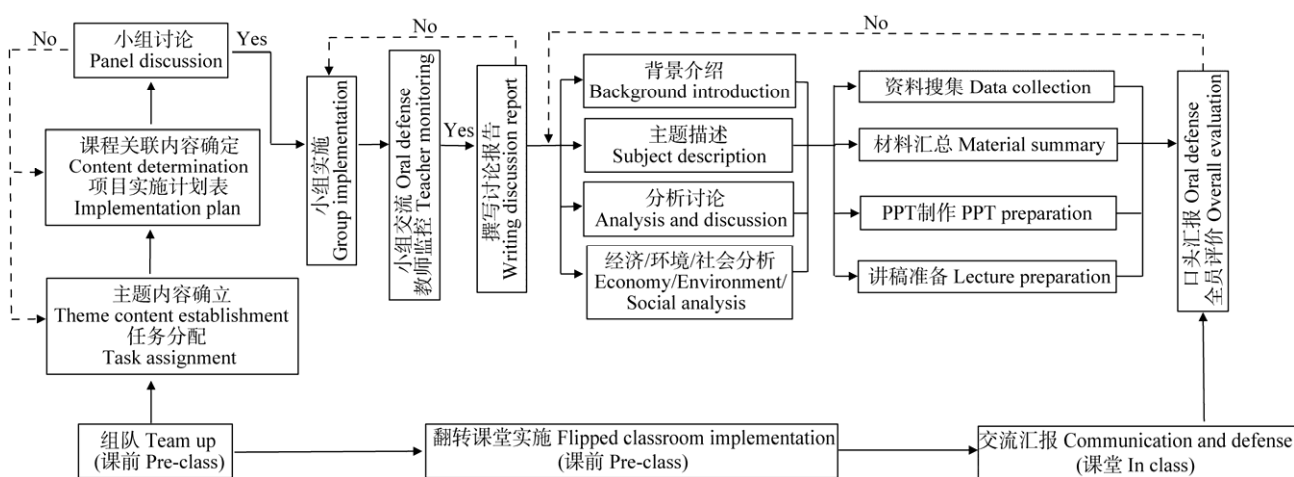 No
小组讨论
Panel discussion
Yes
课程关联内容确定
Content determination
项目实施计划表
Implementation plan
主题内容确立
Theme content establishment
任务分配
Task assignment
组队 Team up
(课前 Pre-class)
小组实施
Group implementation
No
小组交流 Oral defense
教师监控 Teacher monitoring
Yes
撰写讨论报告
Writing discussion report
No
背景介绍
Background introduction
主题描述
Subject description
分析讨论
Analysis and discussion
经济/环境/社会分析
Economy/Environment/
Social analysis
资料搜集 Data collection
材料汇总 Material summary
PPT制作 PPT preparation
讲稿准备 Lecture preparation
口头汇报 Oral defense
全员评价 Overall evaluation
翻转课堂实施 Flipped classroom implementation
(课前 Pre-class)
交流汇报 Communication and defense
(课堂 In class)